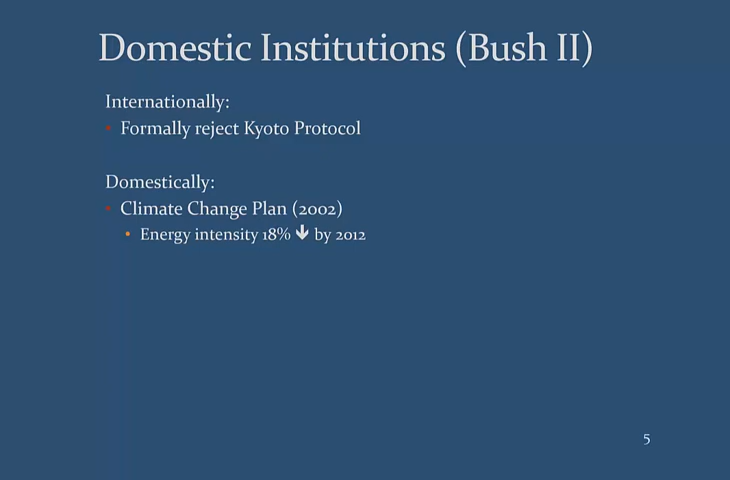 Domestic Institutions (Bush II)
Internationally:
• Formally reject Kyoto Protocol
Domestically:
• Climate Change Plan (2002)
• Energy intensity 18% 🡫 by 2012
5